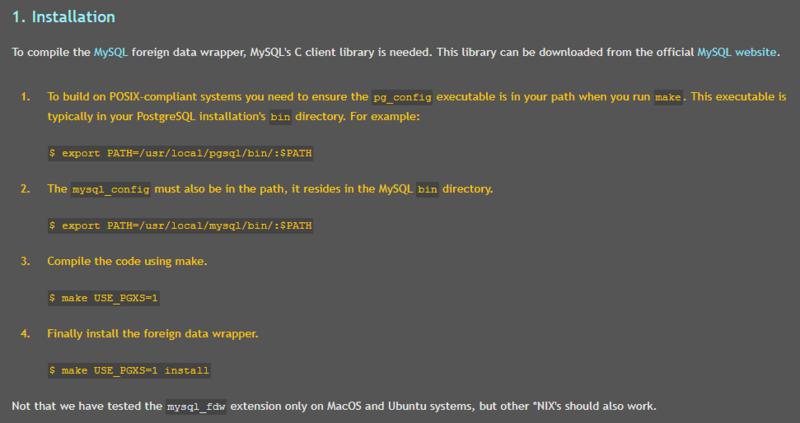 1. Installation
To compile the MySQL foreign data wrapper, MySQL's C client library is needed. This library can be downloaded from the official MySQL website.
1. To build on POSIX-compliant systems you need to ensure the pg_config executable is in your path when you run make. This executable is
typically in your PostgreSQL installation's bin directory. For example:
$ export PATH=/usr/local/pgsql/bin/:$PATH
2. The mysql_config must also be in the path, it resides in the MySQL bin directory.
$ export PATH=/usr/local/mysql/bin/:$PATH
3. Compile the code using make.
$ make USE_PGXS=1
4. Finally install the foreign data wrapper.
$ make USE_PGXS=1 install
Not that we have tested the mysql_fdw extension only on MacOS and Ubuntu systems, but other *NIX's should also work.